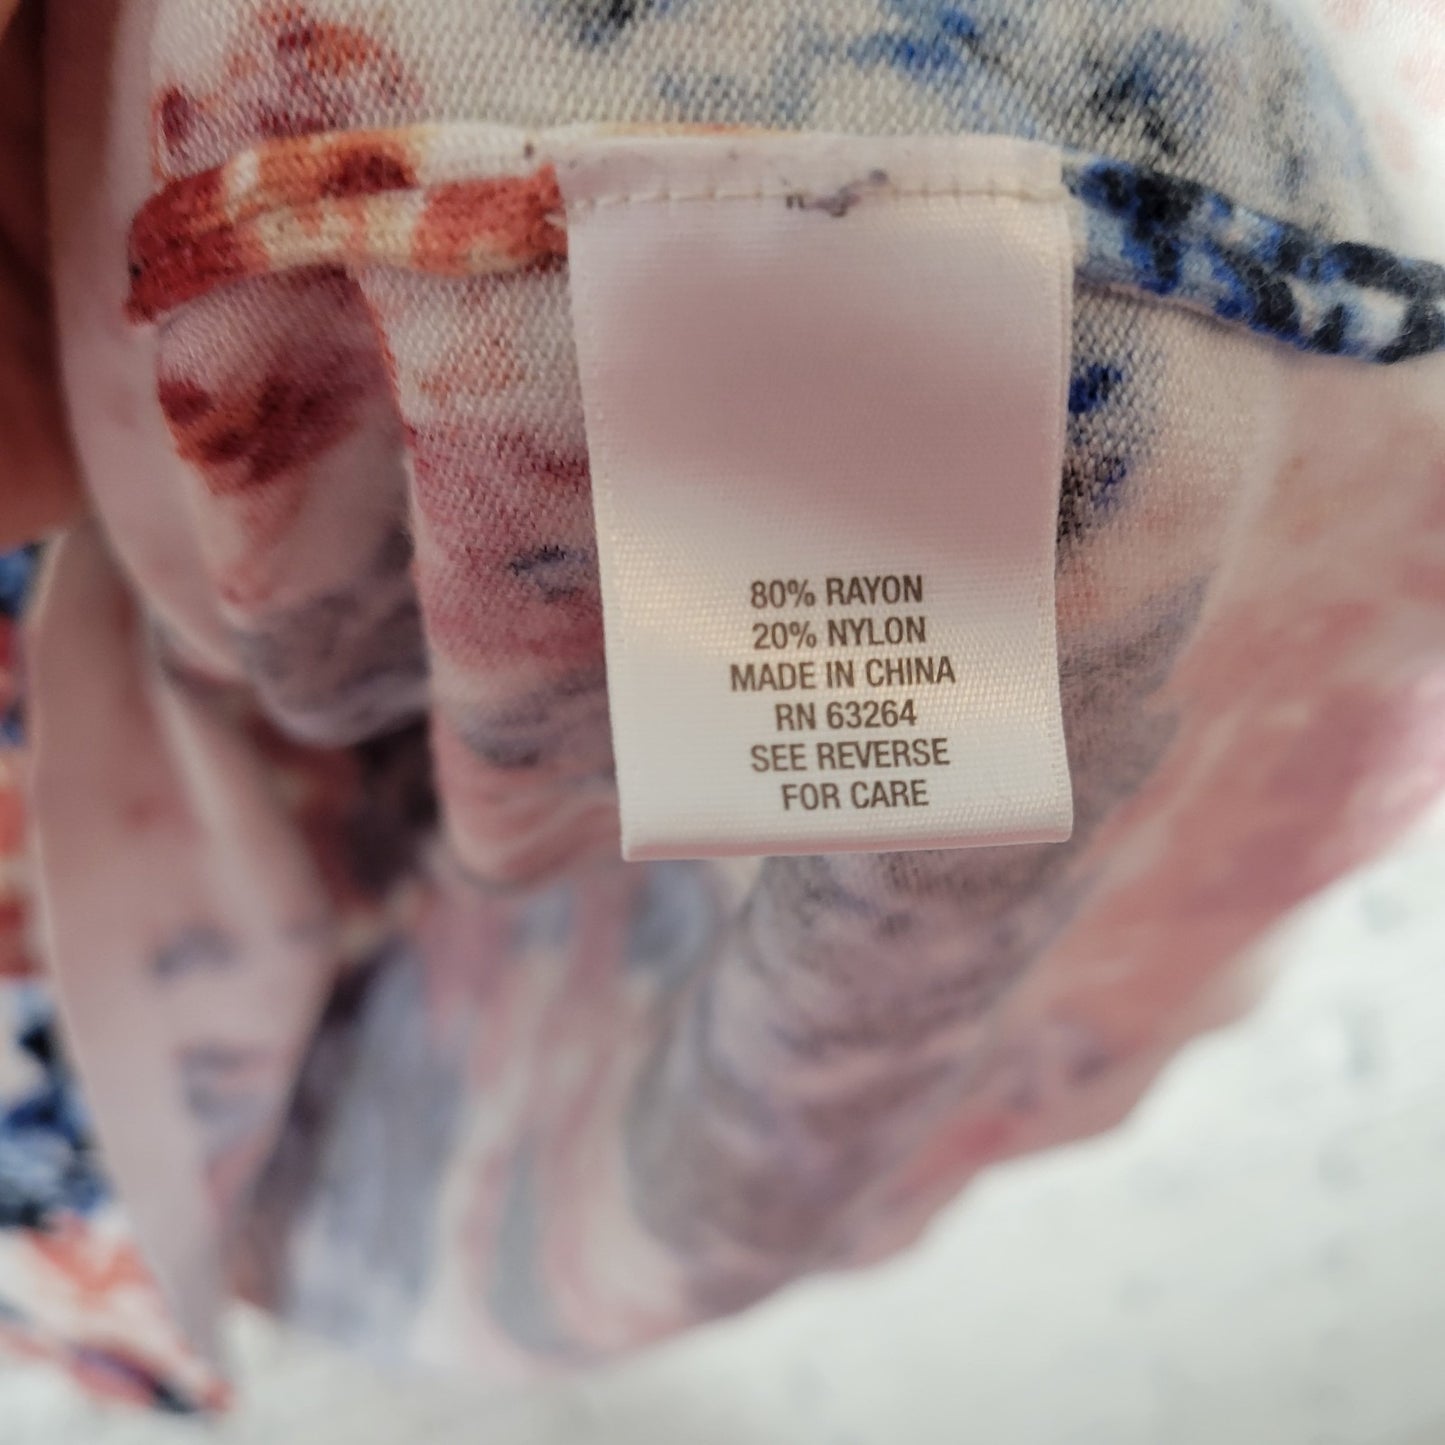 80% RAYON
20% NYLON
MADE IN CHINA
RN 63264
SEE REVERSE
FOR CARE